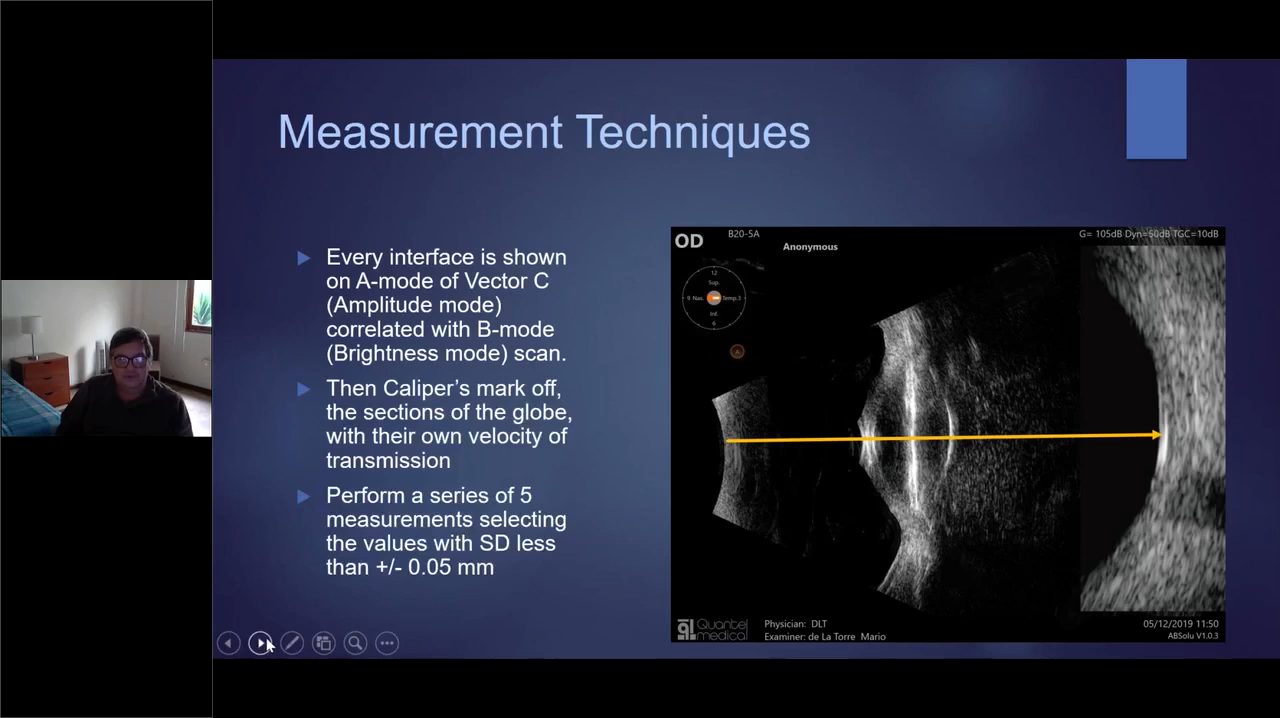 Measurement Techniques
Every interface is shown
on A-mode of Vector C
(Amplitude mode)
correlated with B-mode
(Brightness mode) scan.
Then Caliper's mark off,
the sections of the globe,
with their own velocity of
transmission
Perform a series of 5
measurements selecting
the values with SD less
than +/- 0.05 mm
OD
B20-5A
Anonymous
G= 105dB Dyn=50dB TGC=10dB
12
Sup.
9 Nas.
Temp.3
Inf.
6
Quantel
medical
Physician: DLT
Examiner: de La Torre Mario
05/12/2019 11:50
ABSolu V1.0.3